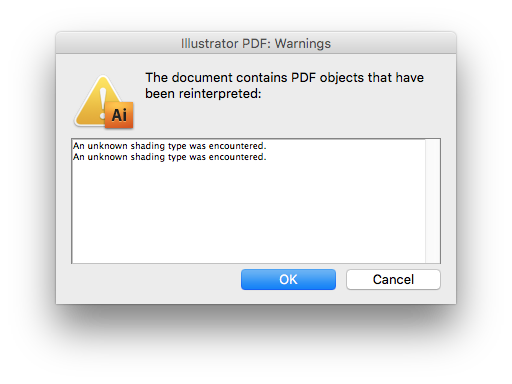 Illustrator PDF: Warnings
The document contains PDF objects that have
been reinterpreted:
Ai
An unknown shading type was encountered.
An unknown shading type was encountered.
OK
Cancel